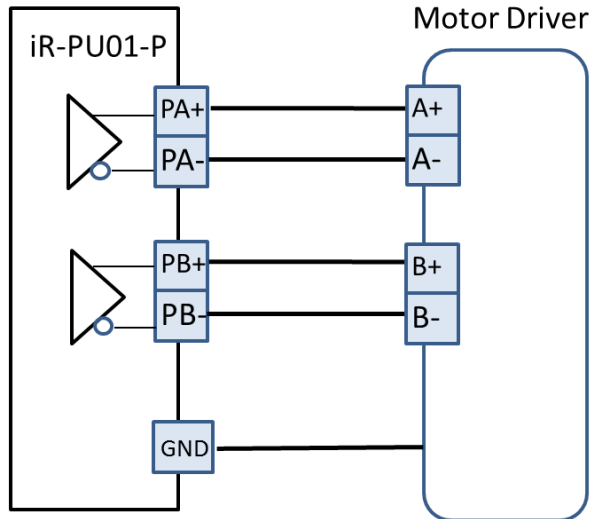 Motor Driver
iR-PU01-P
PA+ A+
PA- A-
PB+ B+
PB- B-
GND